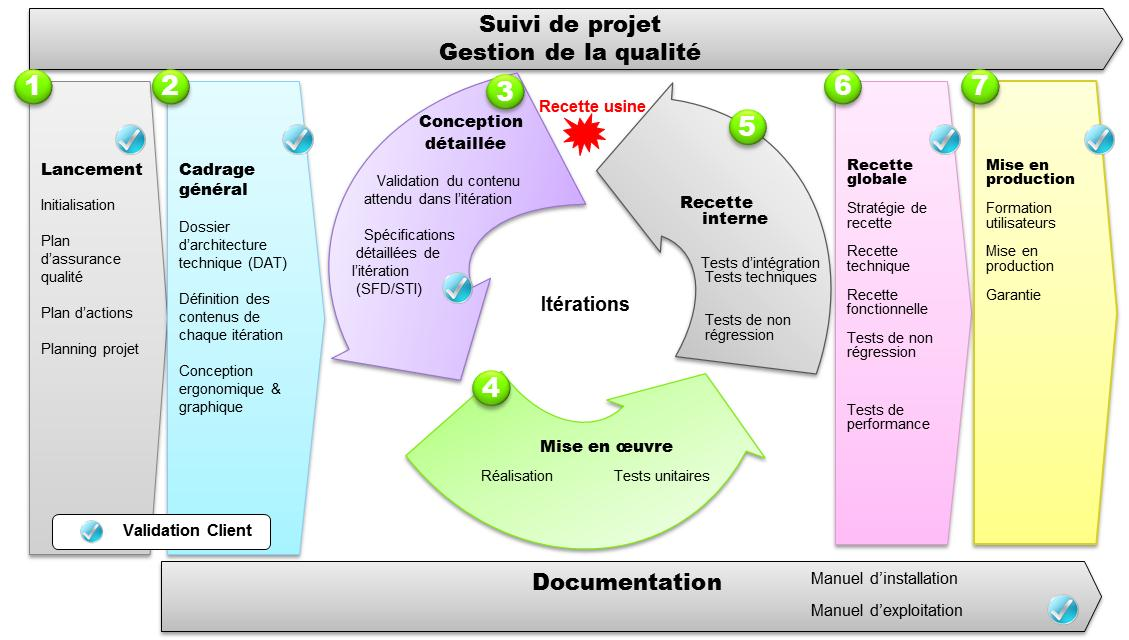 Suivi de projet
Gestion de la qualité
1
Lancement
Initialisation
Plan
d’assurance
qualité
Plan d’actions
Planning projet
2
Cadrage
général
Dossier
d’architecture
technique (DAT)
Définition des
contenus de
chaque itération
Conception
ergonomique &
graphique
3
Conception
détaillée
Validation du contenu
attendu dans l’itération
Spécifications
détaillées de
l’itération
(SFD/STI)
Recette usine
Itérations
4
Mise en œuvre
Réalisation
Tests unitaires
5
Recette
interne
Tests d’intégration
Tests techniques
Tests de non
régression
6
Recette
globale
Stratégie de
recette
Recette
technique
Recette
fonctionnelle
Tests de non
régression
Tests de
performance
7
Mise en
production
Formation
utilisateurs
Mise en
production
Garantie
Validation Client
Documentation
Manuel d’installation
Manuel d’exploitation